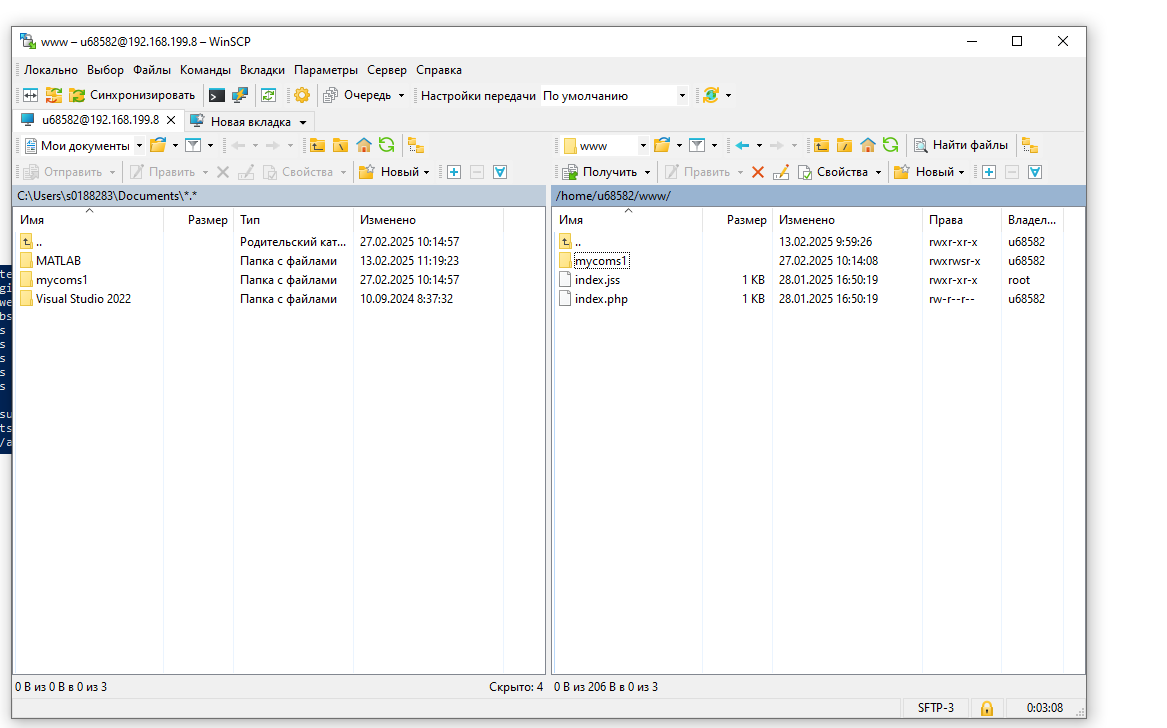 www – u68582@192.168.199.8 – WinSCP
Локально Выбор Файлы Команды Вкладки Параметры Сервер Справка
Синхронизировать Очередь Настройки передачи По умолчанию
u68582@192.168.199.8 Новая вкладка
Мои документы www Найти файлы
Отправить Править Свойства Новый Получить Править Свойства Новый
C:\Users\s0188283\Documents\*.* /home/u68582/www/
Имя Размер Тип Изменено Имя Размер Изменено Права Владел...
.. Родительский кат... 27.02.2025 10:14:57 .. 13.02.2025 9:59:26 rwxr-xr-x u68582
MATLAB Папка с файлами 13.02.2025 11:19:23 mycoms1 27.02.2025 10:14:08 rwxrwsr-x u68582
mycoms1 Папка с файлами 27.02.2025 10:14:57 index.jss 1 KB 28.01.2025 16:50:19 rwxr-xr-x root
Visual Studio 2022 Папка с файлами 10.09.2024 8:37:32 index.php 1 KB 28.01.2025 16:50:19 rw-r--r-- u68582
te
gi
we
bs
s
s
s
s
s
su
ts
/a
0 B из 0 B в 0 из 3 Скрыто: 4 0 B из 206 B в 0 из 3
SFTP-3 0:03:08